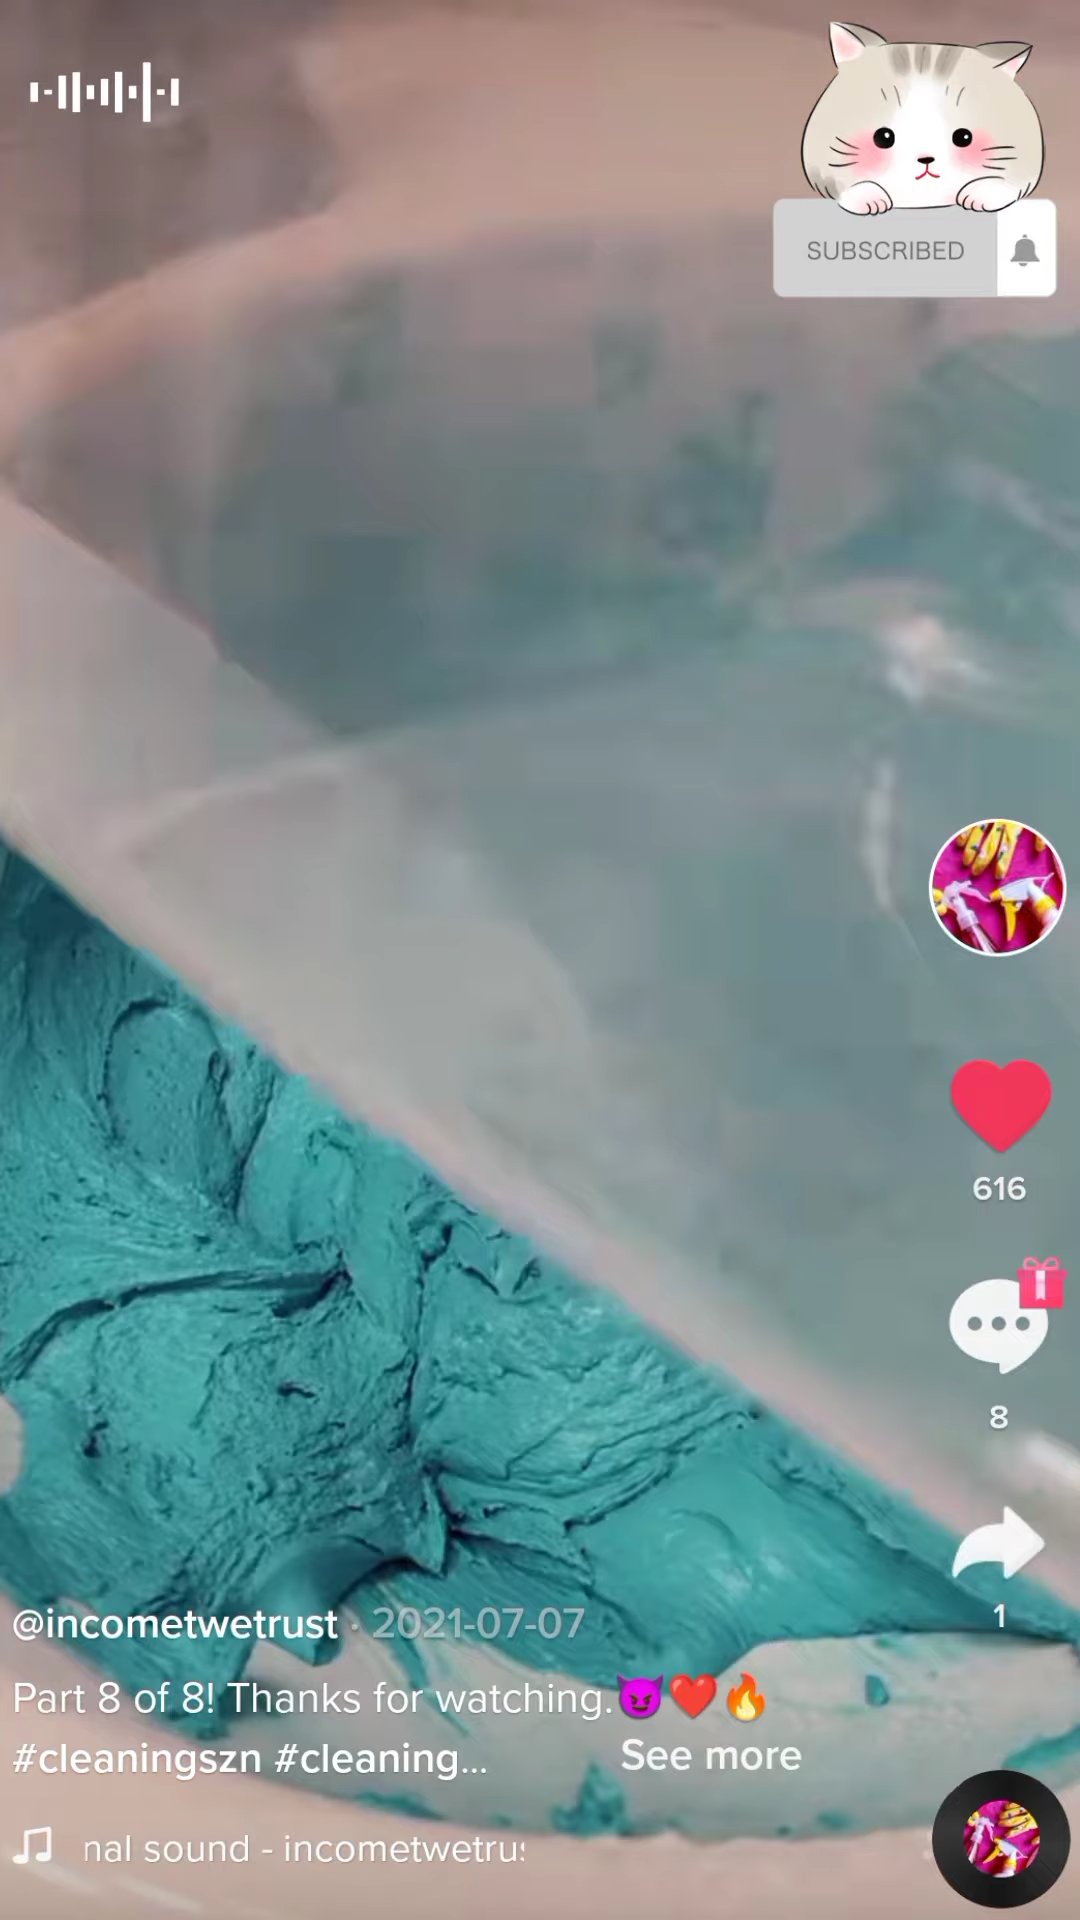 SUBSCRIBED
616
8
1
@incometwetrust · 2021-07-07
Part 8 of 8! Thanks for watching.😈❤️🔥
#cleaningszn #cleaning... See more
nal sound - incometwetru